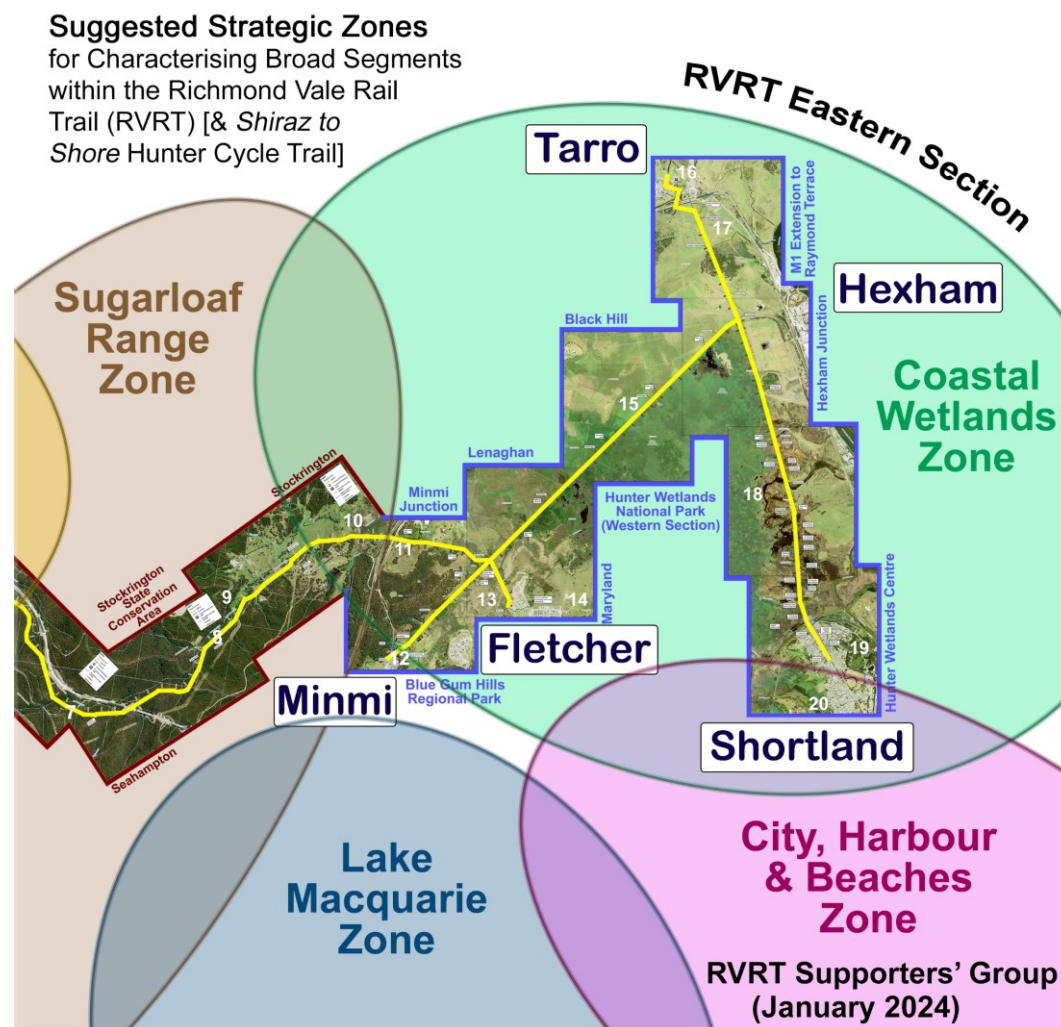 Suggested Strategic Zones
for Characterising Broad Segments
within the Richmond Vale Rail
Trail (RVRT) [& Shiraz to
Shore Hunter Cycle Trail]
RVRT Eastern Section
Tarro
16
17
M1 Extension to
Raymond Terrace
Hexham
Hexham Junction
Sugarloaf
Range
Zone
Black Hill
15
Coastal
Wetlands
Zone
Lenaghan
Stockrington
Minmi
Junction
Hunter Wetlands
National Park
(Western Section)
18
10
11
Stockrington
State
Conservation
Area
9
8
7
13
14
Maryland
12
Fletcher
Hunter Wetlands Centre
19
20
Minmi
Blue Gum Hills
Regional Park
Shortland
Seahampton
Lake
Macquarie
Zone
City, Harbour
& Beaches
Zone
RVRT Supporters' Group
(January 2024)